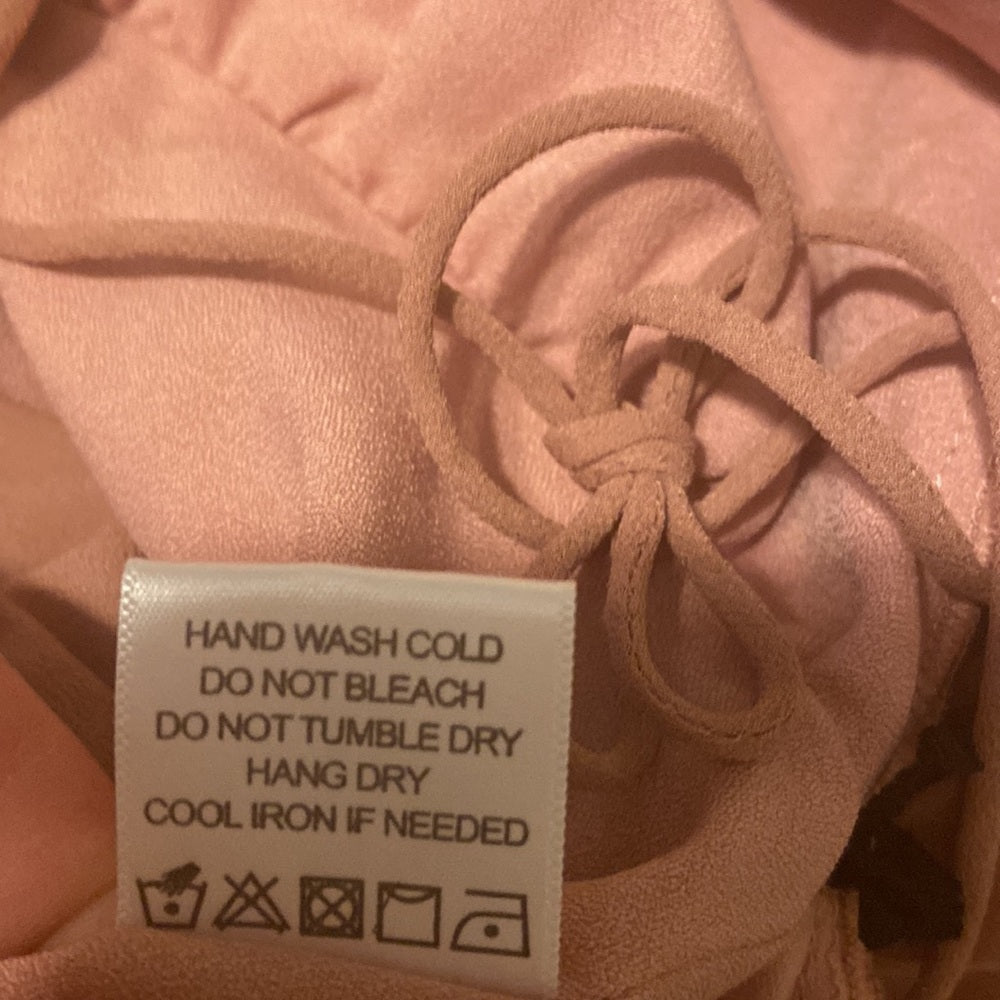 HAND WASH COLD
DO NOT BLEACH
DO NOT TUMBLE DRY
HANG DRY
COOL IRON IF NEEDED